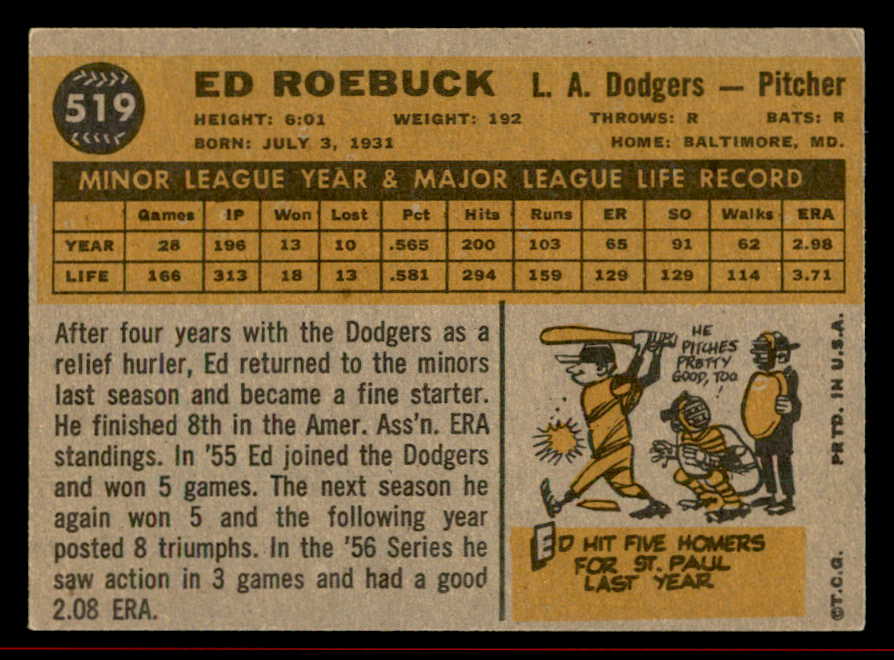 519
ED ROEBUCK L. A. Dodgers — Pitcher
HEIGHT: 6:01 WEIGHT: 192 THROWS: R BATS: R
BORN: JULY 3, 1931 HOME: BALTIMORE, MD.
MINOR LEAGUE YEAR & MAJOR LEAGUE LIFE RECORD
Games IP Won Lost Pct Hits Runs ER SO Walks ERA
YEAR 28 196 13 10 .565 200 103 65 91 62 2.98
LIFE 166 313 18 13 .581 294 159 129 129 114 3.71
After four years with the Dodgers as a
relief hurler, Ed returned to the minors
last season and became a fine starter.
He finished 8th in the Amer. Ass'n. ERA
standings. In '55 Ed joined the Dodgers
and won 5 games. The next season he
again won 5 and the following year
posted 8 triumphs. In the '56 Series he
saw action in 3 games and had a good
2.08 ERA.
HE
PITCHES
PRETTY
GOOD, TOO
!
ED HIT FIVE HOMERS
FOR ST. PAUL
LAST YEAR
PRTD. IN U.S.A.
©T.C.G.